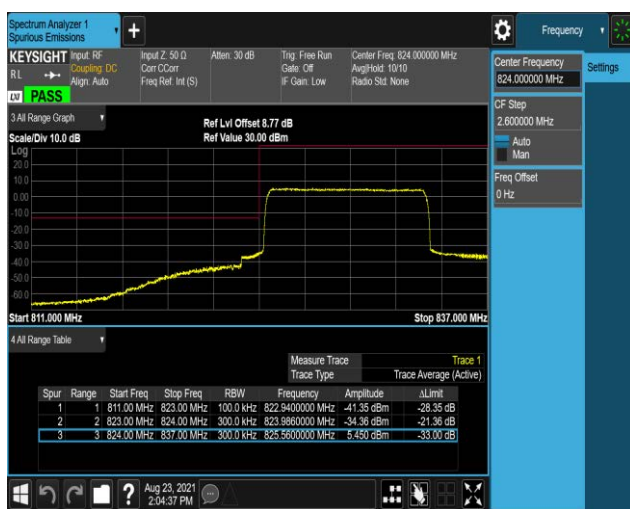 Spectrum Analyzer 1
Spurious Emissions
Frequency
KEYSIGHT Input: RF
Coupling: DC
Align: Auto
Input Z: 50 Ω
Corr CCorr
Freq Ref: Int (S)
Atten: 30 dB
Trig: Free Run
Gate: Off
IF Gain: Low
Center Freq: 824.000000 MHz
Avg|Hold: 10/10
Radio Std: None
RL
LXI PASS
Center Frequency
824.000000 MHz
Settings
CF Step
2.600000 MHz
Auto
Man
Freq Offset
0 Hz
3 All Range Graph
Scale/Div 10.0 dB
Ref Lvl Offset 8.77 dB
Ref Value 30.00 dBm
Log
20.0
10.0
0.00
-10.0
-20.0
-30.0
-40.0
-50.0
-60.0
Start 811.000 MHz
Stop 837.000 MHz
4 All Range Table
Measure Trace Trace 1
Trace Type Trace Average (Active)
Spur Range Start Freq Stop Freq RBW Frequency Amplitude ΔLimit
1 1 811.00 MHz 823.00 MHz 100.0 kHz 822.9400000 MHz -41.35 dBm -28.35 dB
2 2 823.00 MHz 824.00 MHz 300.0 kHz 823.9860000 MHz -34.36 dBm -21.36 dB
3 3 824.00 MHz 837.00 MHz 300.0 kHz 825.5600000 MHz 5.450 dBm -33.00 dB
Aug 23, 2021
2:04:37 PM